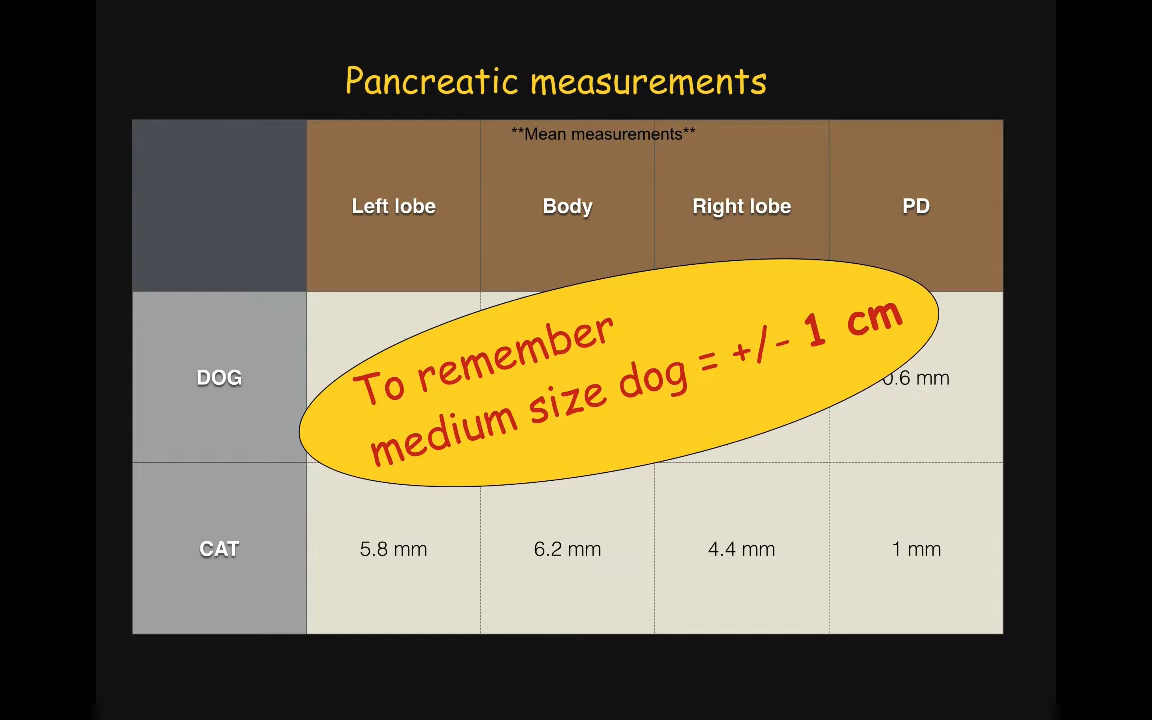 Pancreatic measurements
**Mean measurements**
Left lobe Body Right lobe PD
To remember
medium size dog = +/- 1 cm
DOG 0.6 mm
CAT 5.8 mm 6.2 mm 4.4 mm 1 mm